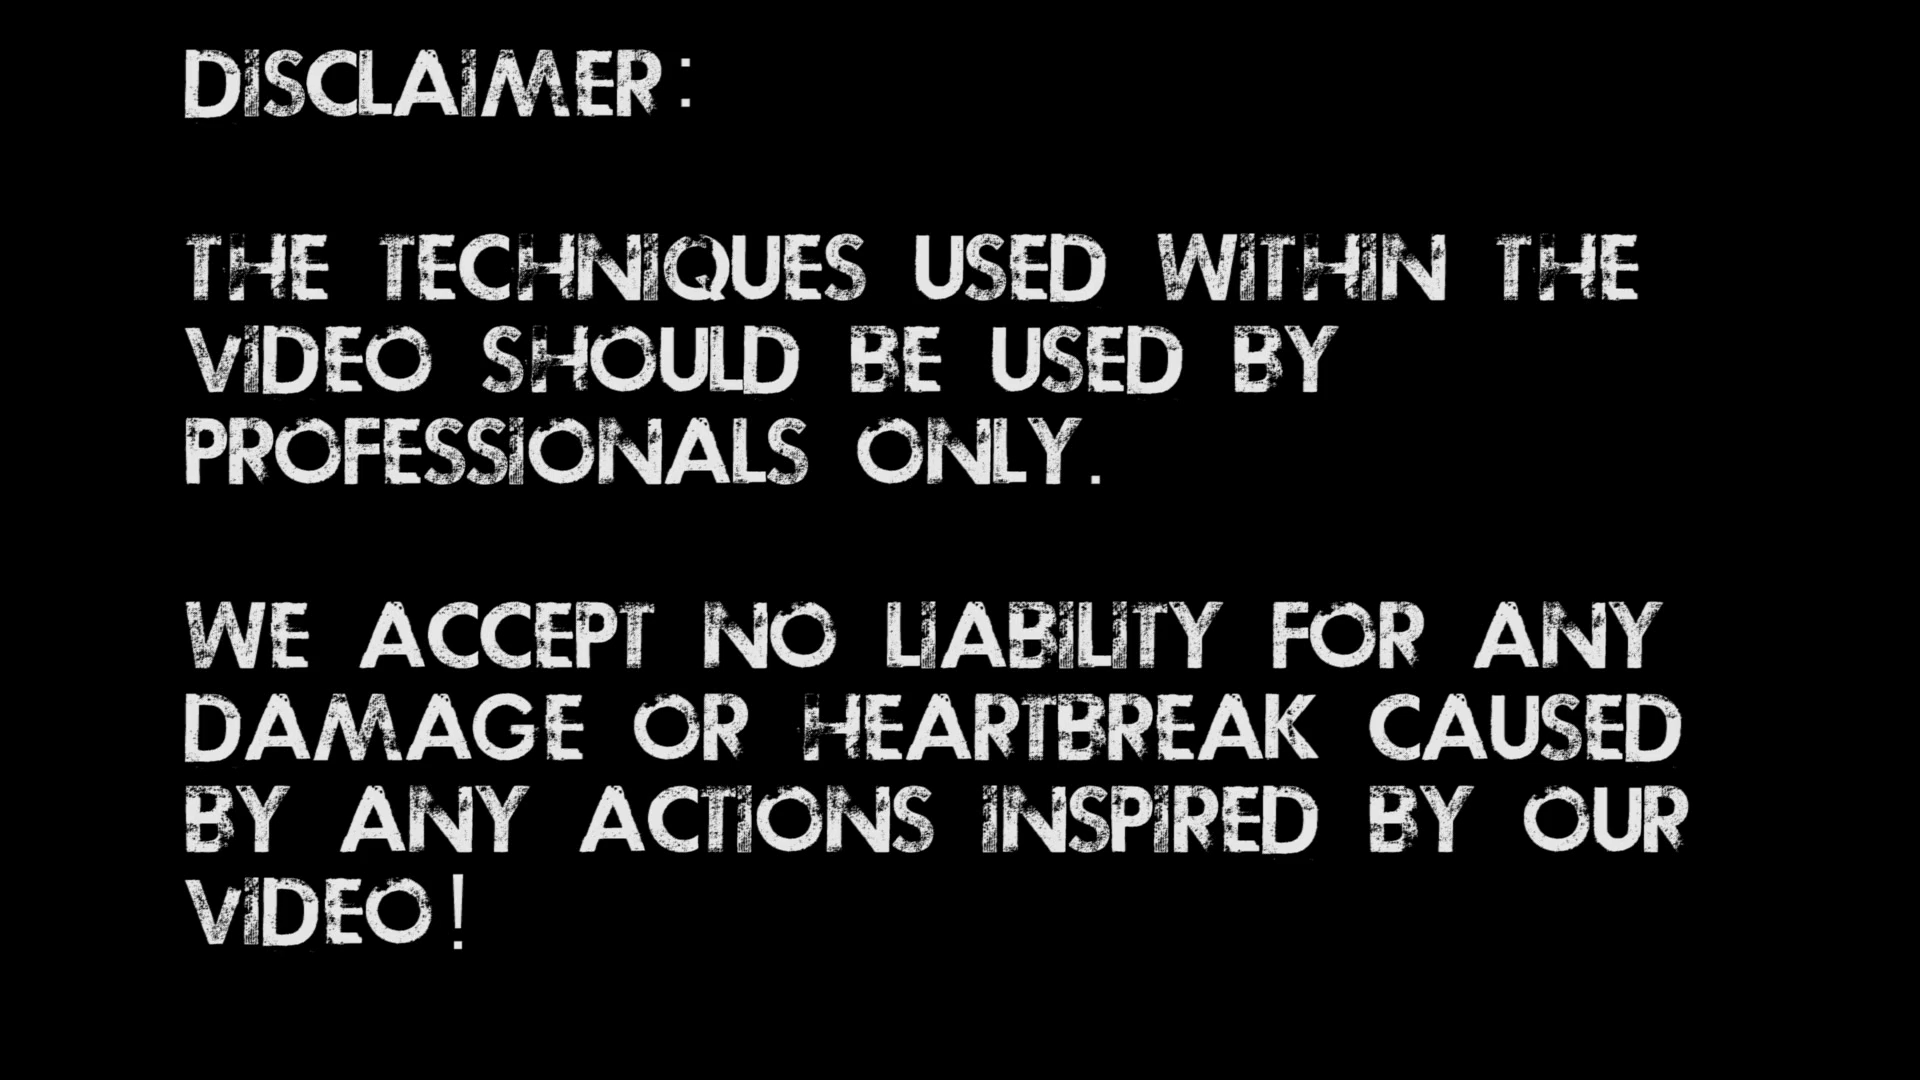 DISCLAIMER:
THE TECHNIQUES USED WITHIN THE
VIDEO SHOULD BE USED BY
PROFESSIONALS ONLY.
WE ACCEPT NO LIABILITY FOR ANY
DAMAGE OR HEARTBREAK CAUSED
BY ANY ACTIONS INSPIRED BY OUR
VIDEO!